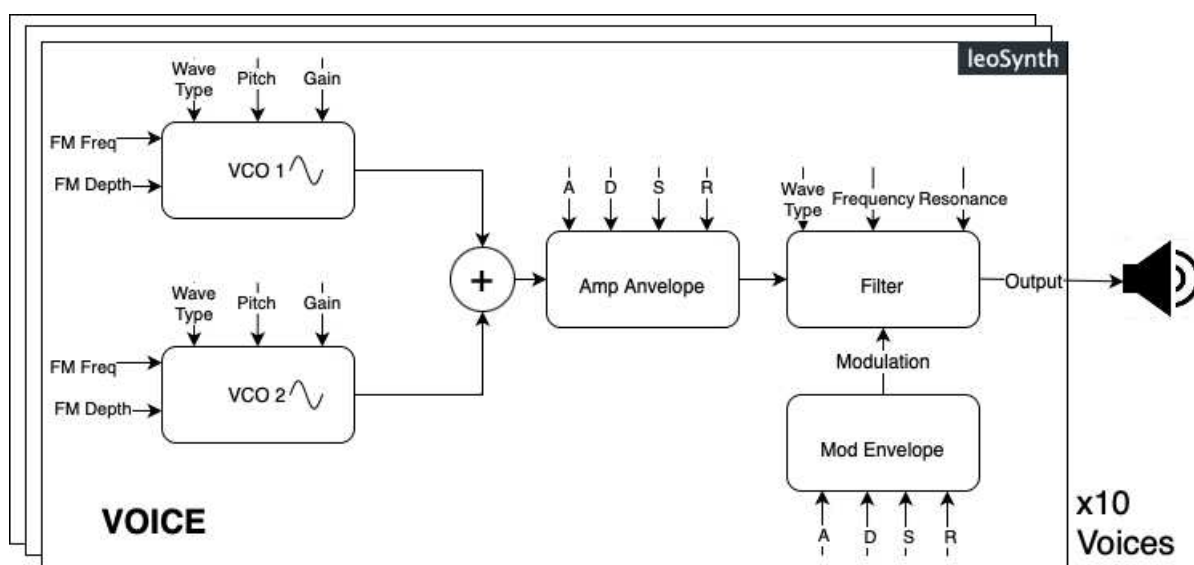 leoSynth
Wave
Type
Pitch
Gain
FM Freq
FM Depth
VCO 1
A
D
S
R
Wave
Type
Frequency
Resonance
+
Amp Anvelope
Filter
Output
Wave
Type
Pitch
Gain
FM Freq
FM Depth
VCO 2
Modulation
Mod Envelope
A
D
S
R
VOICE
x10
Voices